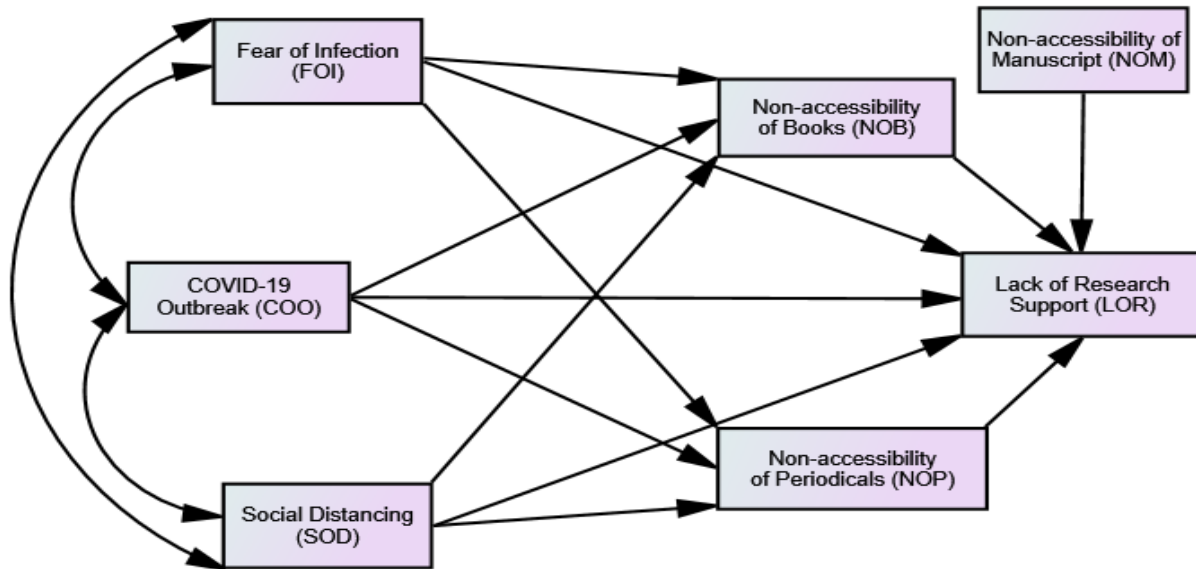 Fear of Infection
(FOI)
Non-accessibility of
Manuscript (NOM)
Non-accessibility
of Books (NOB)
COVID-19
Outbreak (COO)
Lack of Research
Support (LOR)
Non-accessibility
of Periodicals (NOP)
Social Distancing
(SOD)